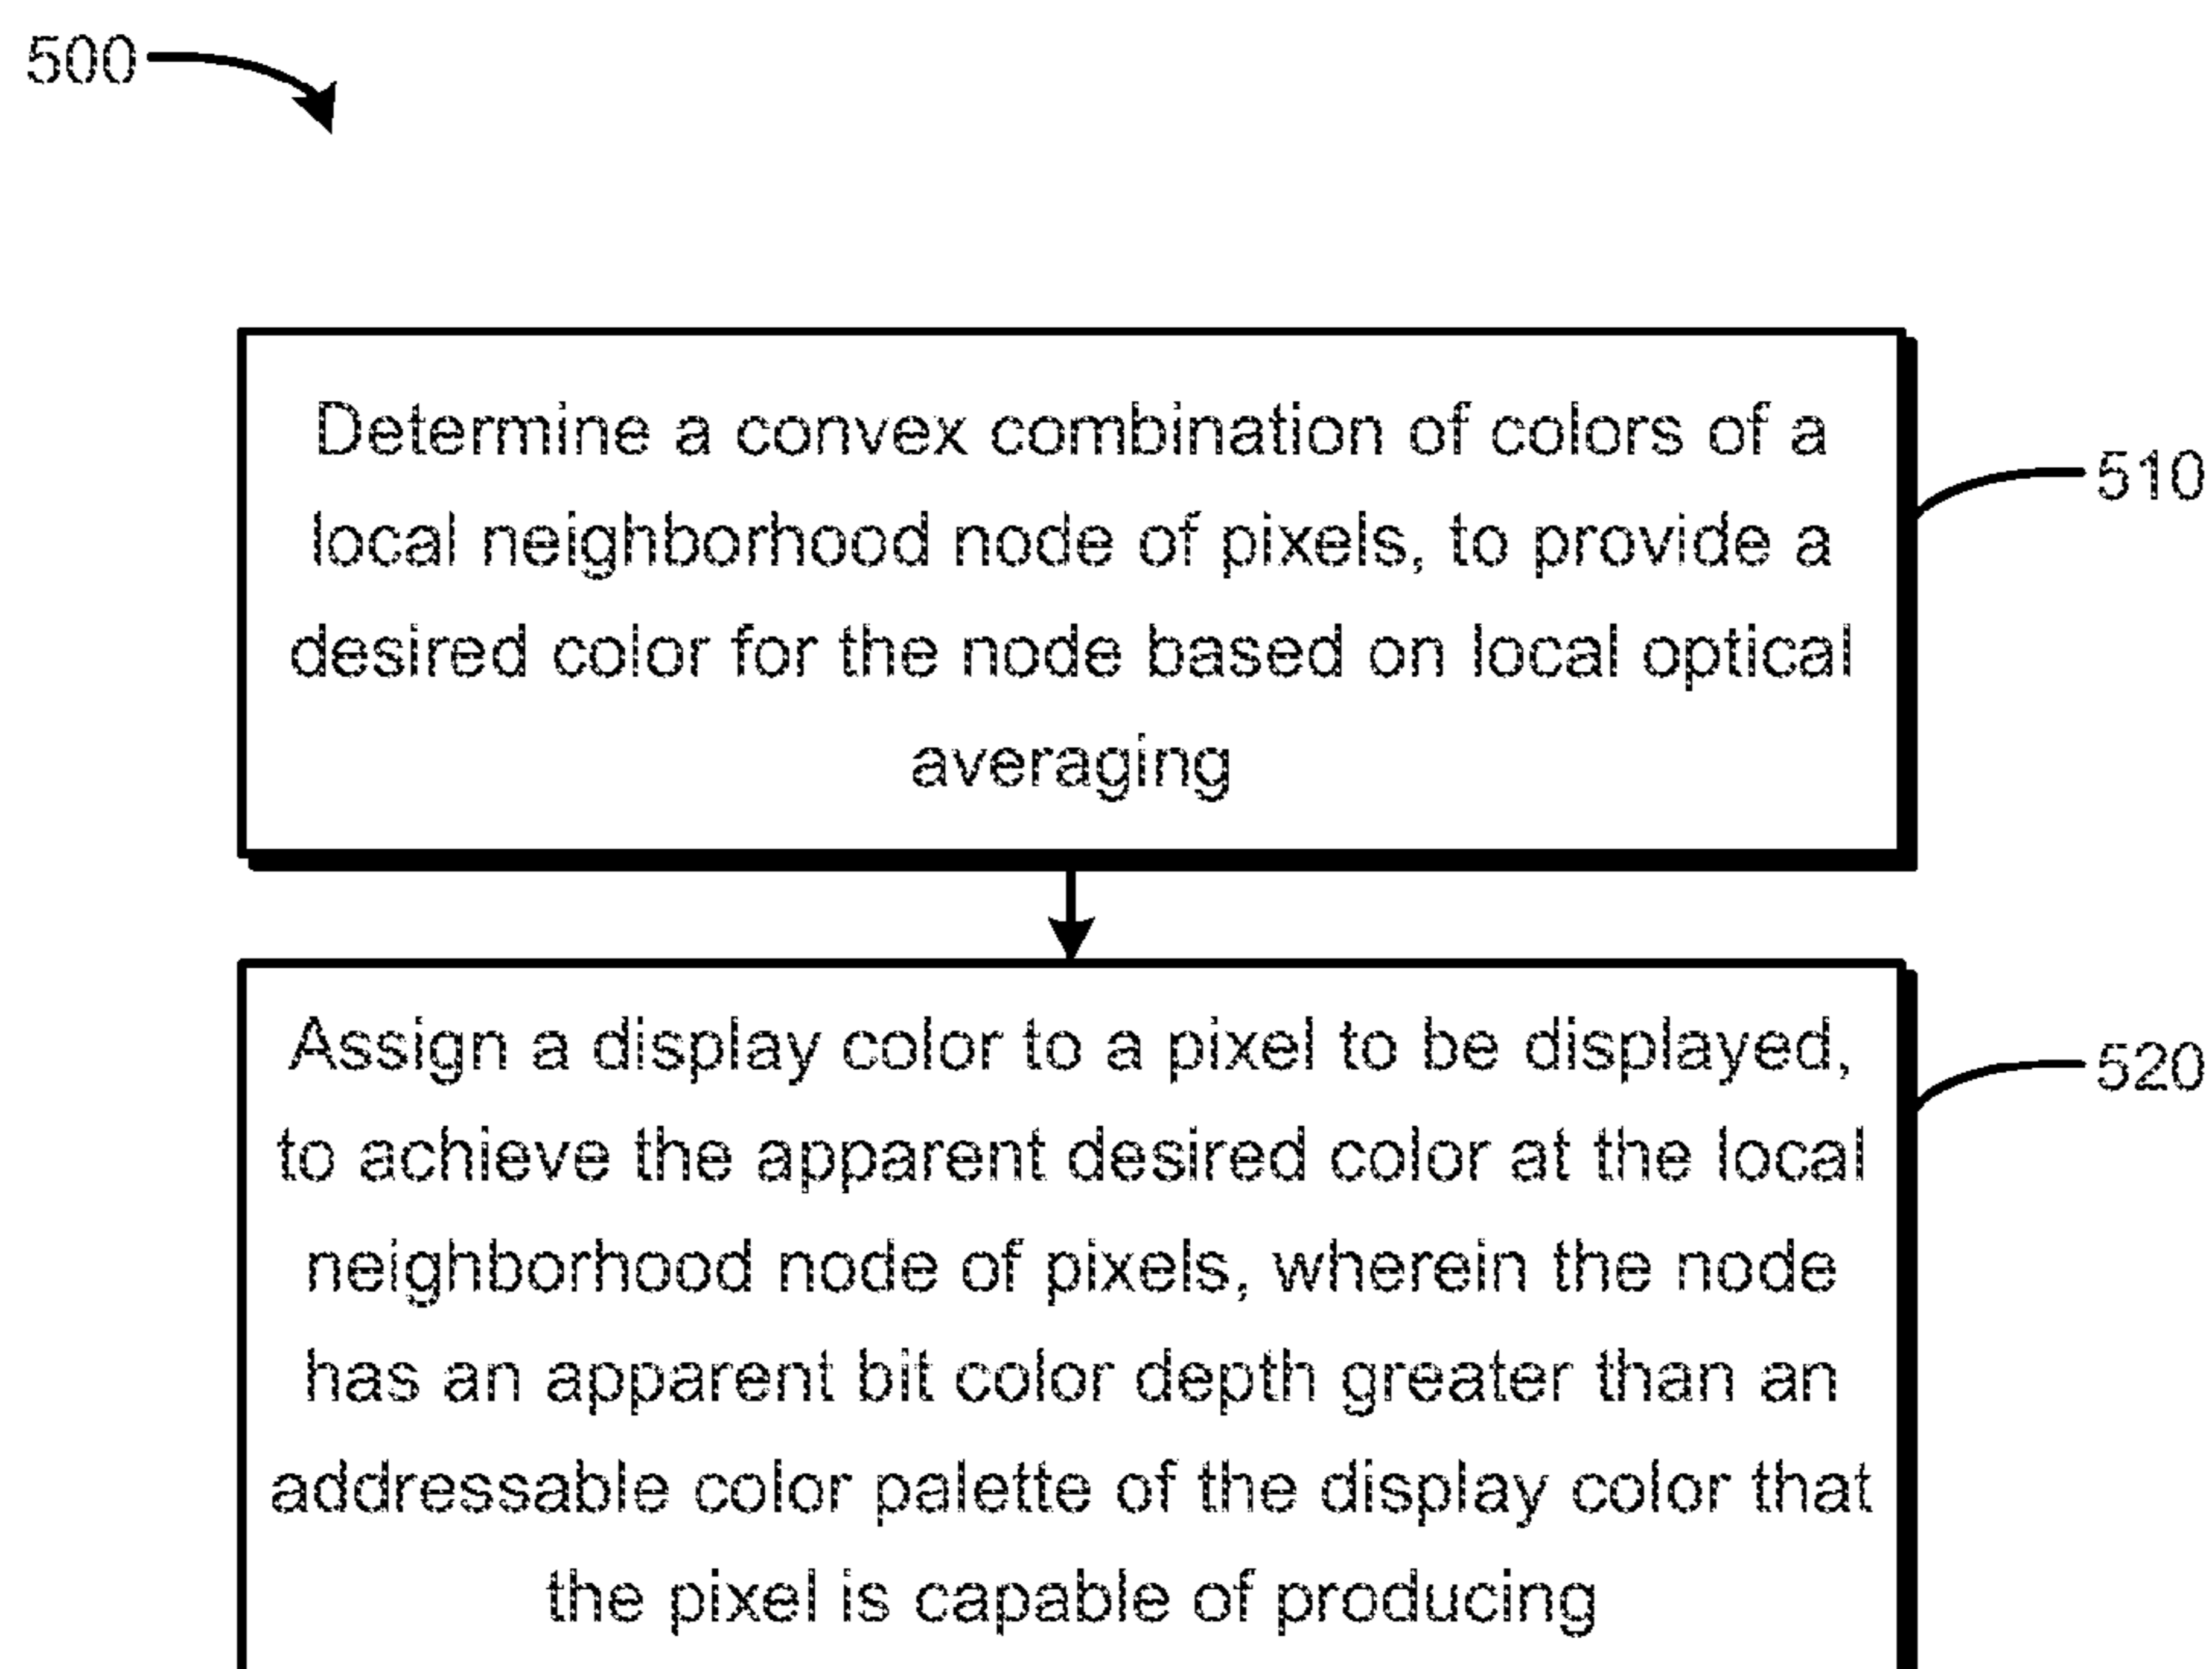 500
Determine a convex combination of colors of a
local neighborhood node of pixels, to provide a
desired color for the node based on local optical
averaging
510
Assign a display color to a pixel to be displayed,
to achieve the apparent desired color at the local
neighborhood node of pixels, wherein the node
has an apparent bit color depth greater than an
addressable color palette of the display color that
the pixel is capable of producing
520